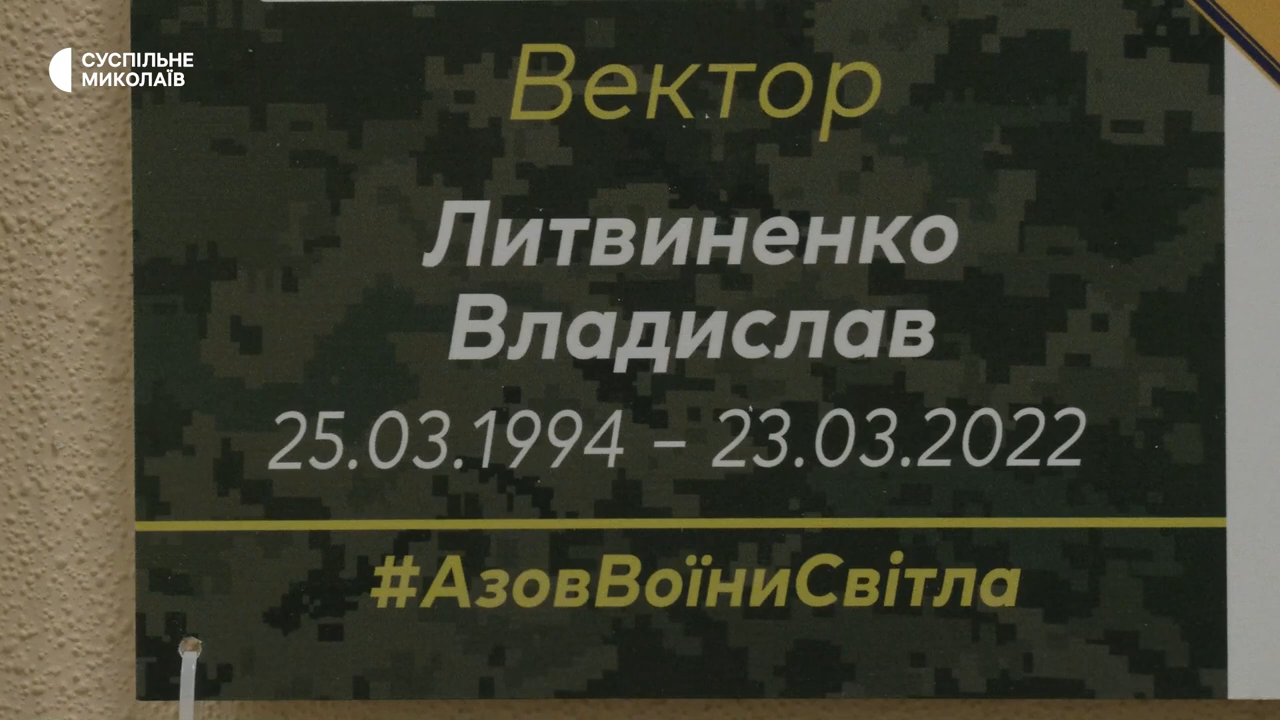 СУСПІЛЬНЕ
МИКОЛАЇВ
Вектор
Литвиненко
Владислав
25.03.1994 – 23.03.2022
#АзовВоїниСвітла